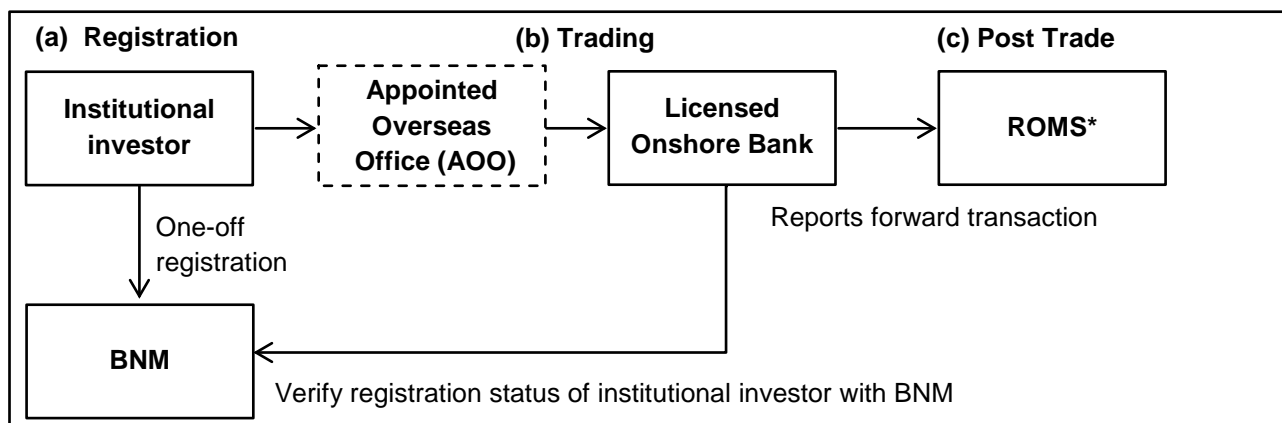 (a) Registration
(b) Trading
(c) Post Trade
Institutional
investor
Appointed
Overseas
Office (AOO)
Licensed
Onshore Bank
ROMS*
One-off
registration
Reports forward transaction
BNM
Verify registration status of institutional investor with BNM